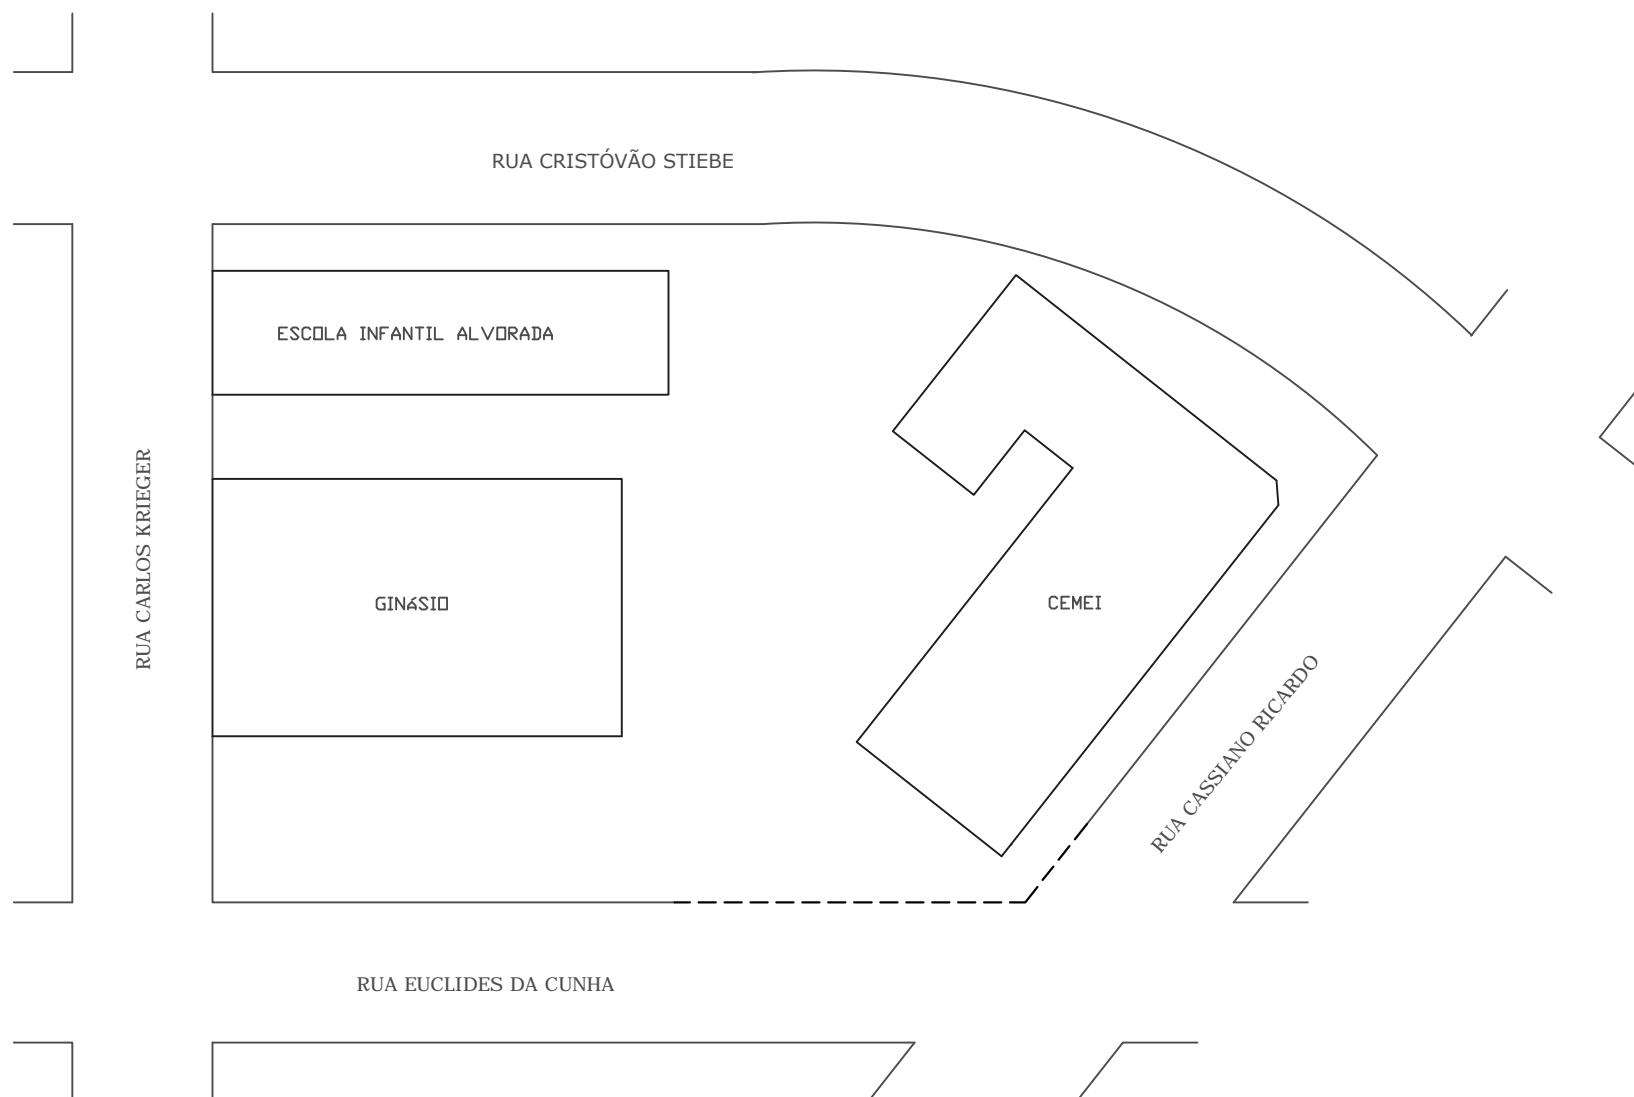 RUA CRISTÓVÃO STIEBE
ESCOLA INFANTIL ALVORADA
RUA CARLOS KRIEGER
GINÁSIO
CEMEI
RUA CASSIANO RICARDO
RUA EUCLIDES DA CUNHA